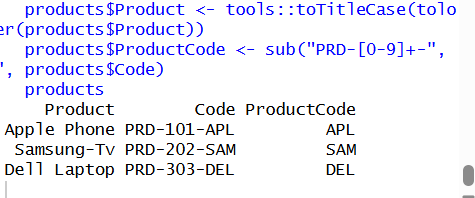 products$Product <- tools::toTitleCase(tolo
er(products$Product))
products$ProductCode <- sub("PRD-[0-9]+-",
", products$Code)
products
Product Code ProductCode
Apple Phone PRD-101-APL APL
Samsung-Tv PRD-202-SAM SAM
Dell Laptop PRD-303-DEL DEL